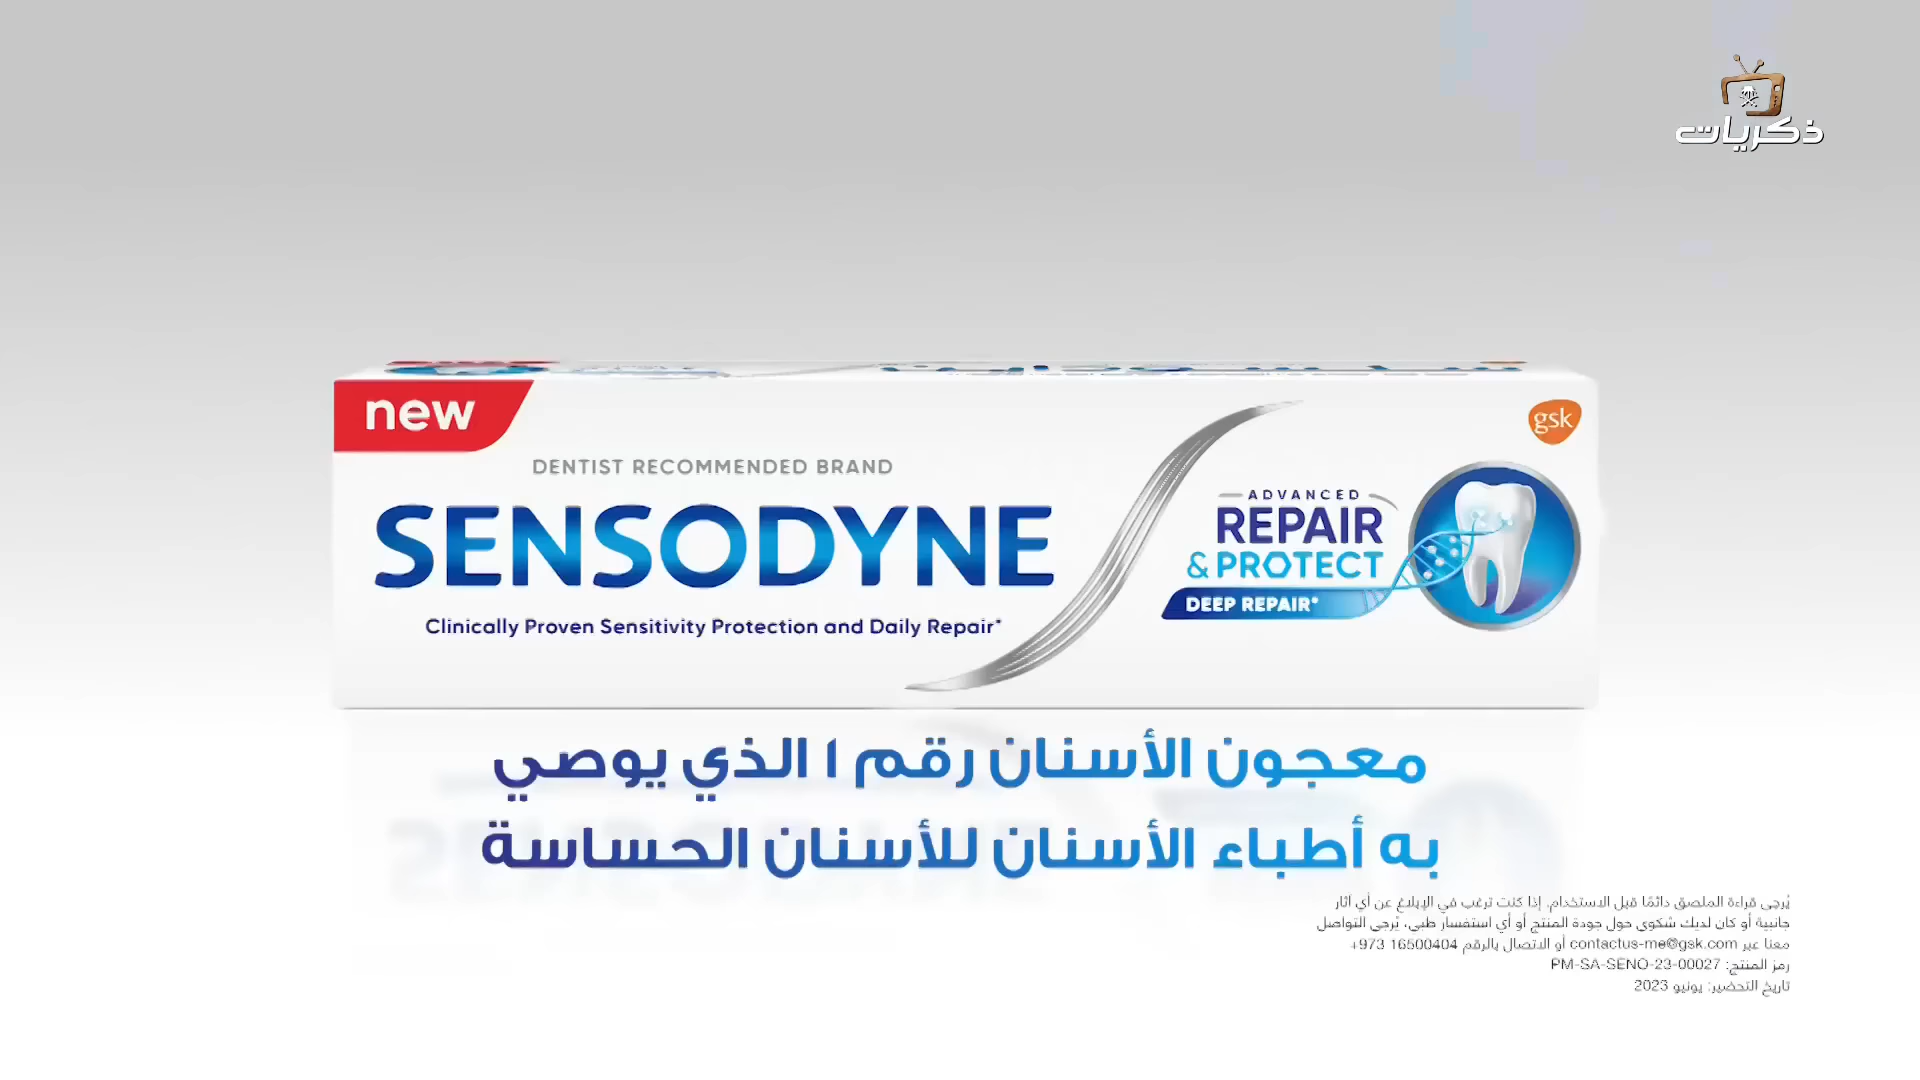 ذكريات
new
gsk
DENTIST RECOMMENDED BRAND
SENSODYNE
Clinically Proven Sensitivity Protection and Daily Repair*
ADVANCED
REPAIR
& PROTECT
DEEP REPAIR*
معجون الأسنان رقم ١ الذي يوصي
به أطباء الأسنان للأسنان الحساسة
يُرجى قراءة الملصق دائمًا قبل الاستخدام. إذا كنت ترغب في الإبلاغ عن أي آثار
جانبية أو كان لديك شكوى حول جودة المنتج أو أي استفسار طبي، يُرجى التواصل
معنا عبر contactus-me@gsk.com أو الاتصال بالرقم 16500404 973+
رمز المنتج: PM-SA-SENO-23-00027
تاريخ التحضير: يونيو 2023